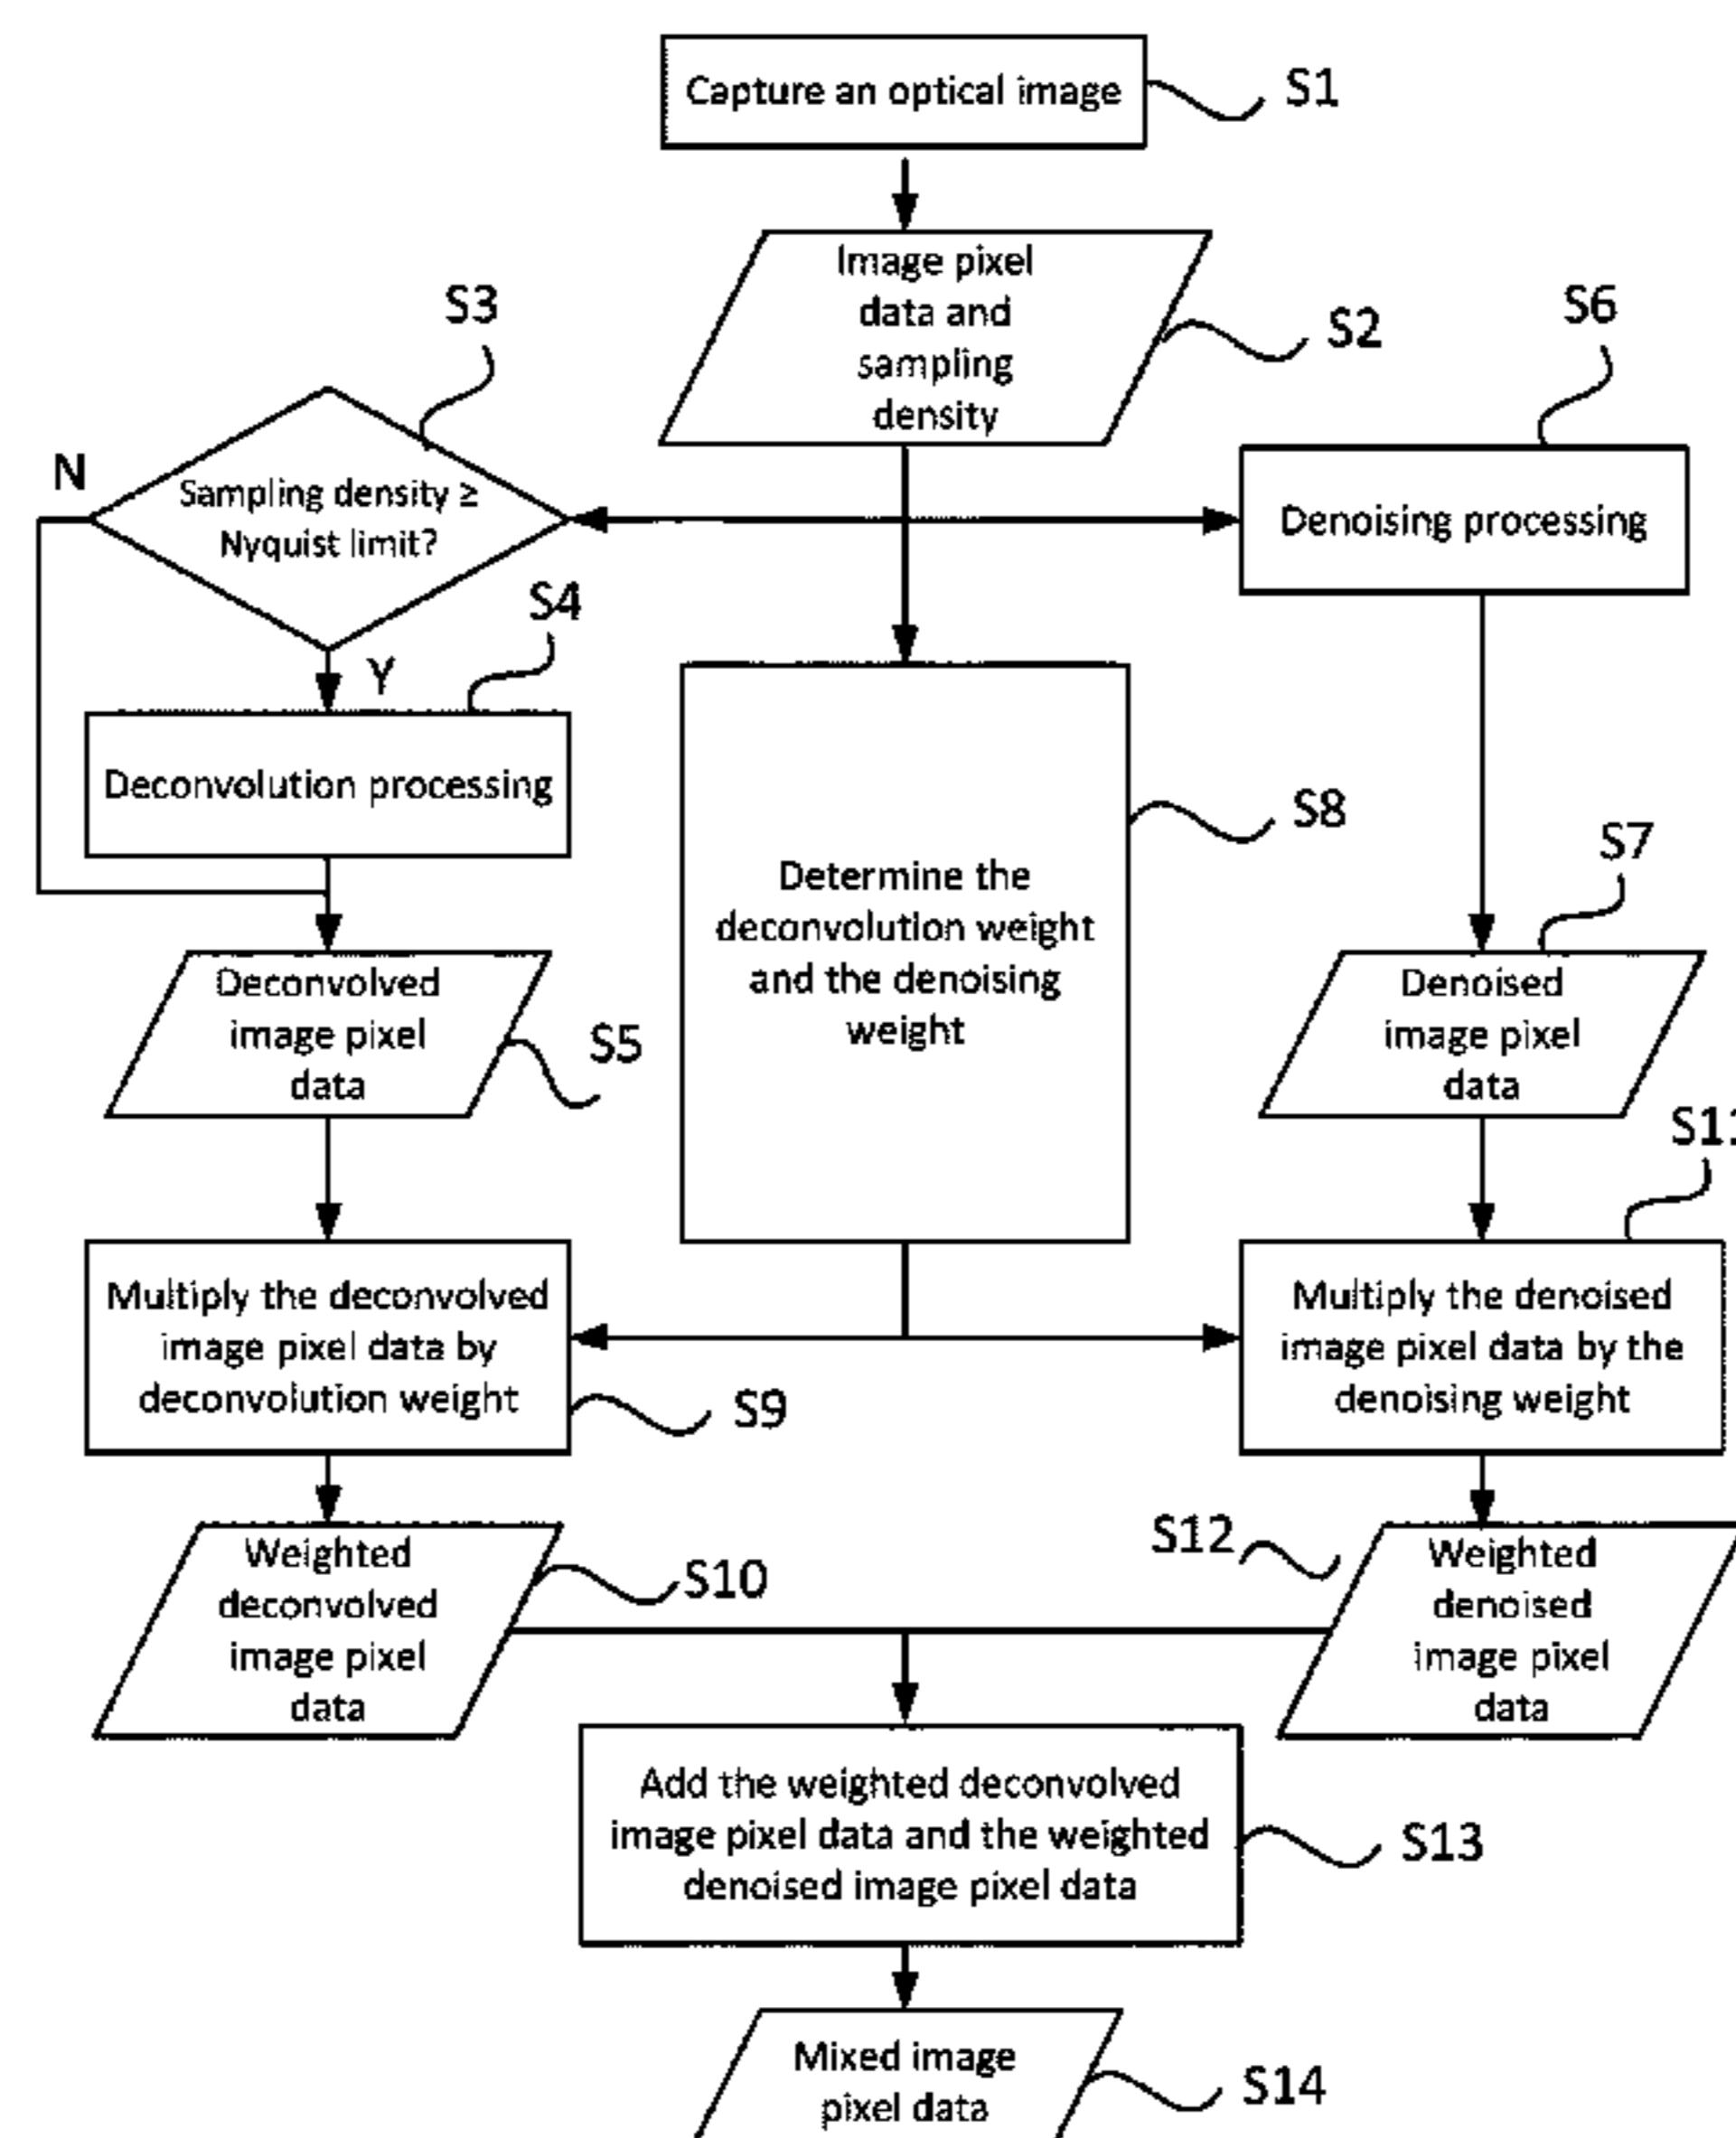 Capture an optical image
S1
Image pixel
data and
sampling
density
S2
S3
S6
N
Sampling density ≥
Nyquist limit?
Denoising processing
S4
Y
Deconvolution processing
S8
Determine the
deconvolution weight
and the denoising
weight
S7
Deconvolved
image pixel
data
S5
Denoised
image pixel
data
S11
Multiply the deconvolved
image pixel data by
deconvolution weight
S9
Multiply the denoised
image pixel data by the
denoising weight
Weighted
deconvolved
image pixel
data
S10
S12
Weighted
denoised
image pixel
data
Add the weighted deconvolved
image pixel data and the weighted
denoised image pixel data
S13
Mixed image
pixel data
S14